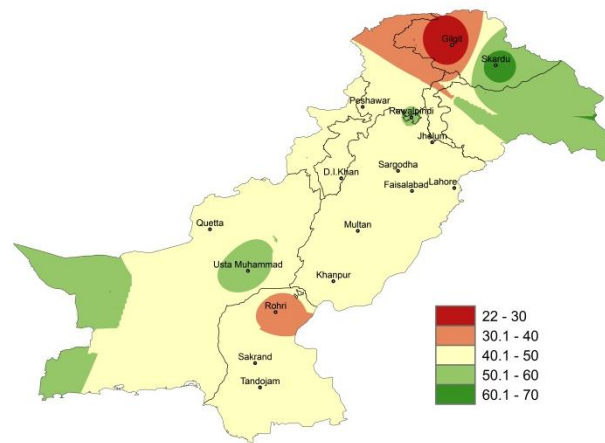 Gilgit
Skardu
Peshawar
Rawalpindi
Jhelum
Sargodha
D.I.Khan
Faisalabad
Lahore
Quetta
Multan
Usta Muhammad
Khanpur
Rohri
Sakrand
Tandojam
22 - 30
30.1 - 40
40.1 - 50
50.1 - 60
60.1 - 70